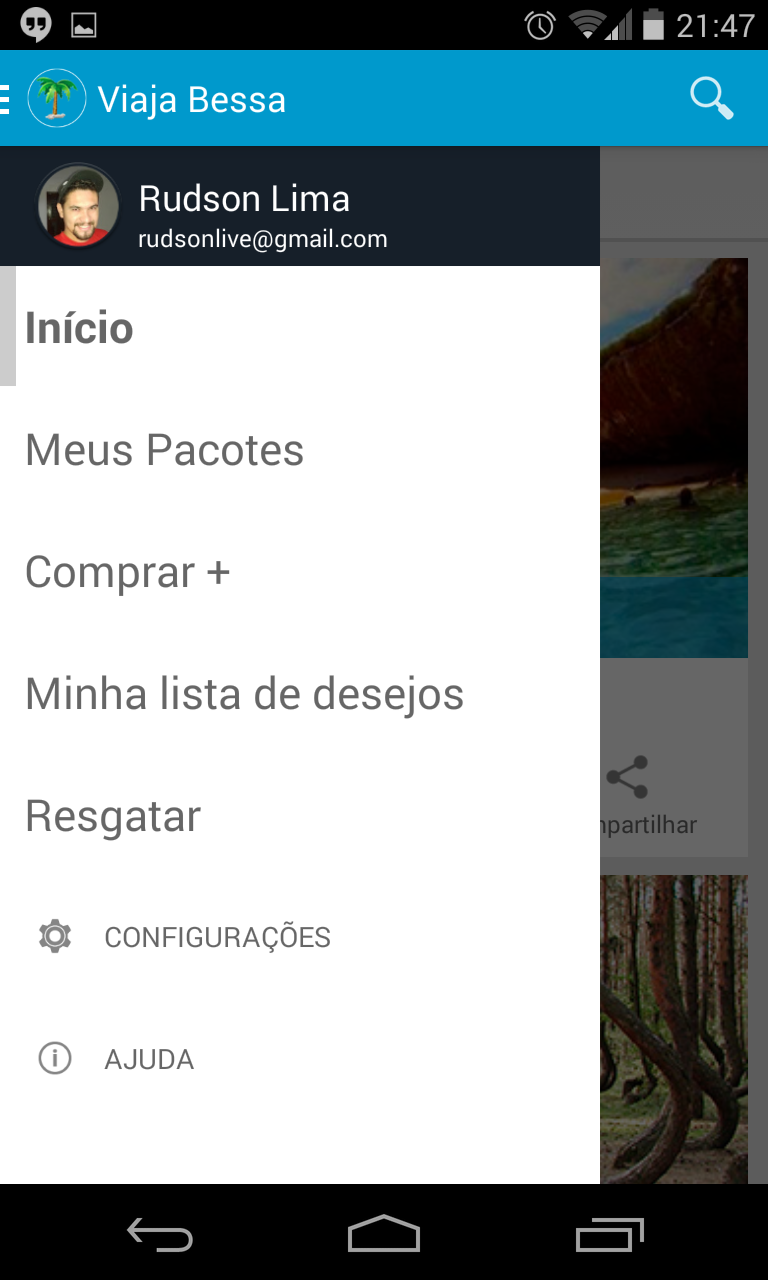 21:47
Viaja Bessa
Rudson Lima
rudsonlive@gmail.com
Início
Meus Pacotes
Comprar +
Minha lista de desejos
Resgatar
mpartilhar
CONFIGURAÇÕES
AJUDA